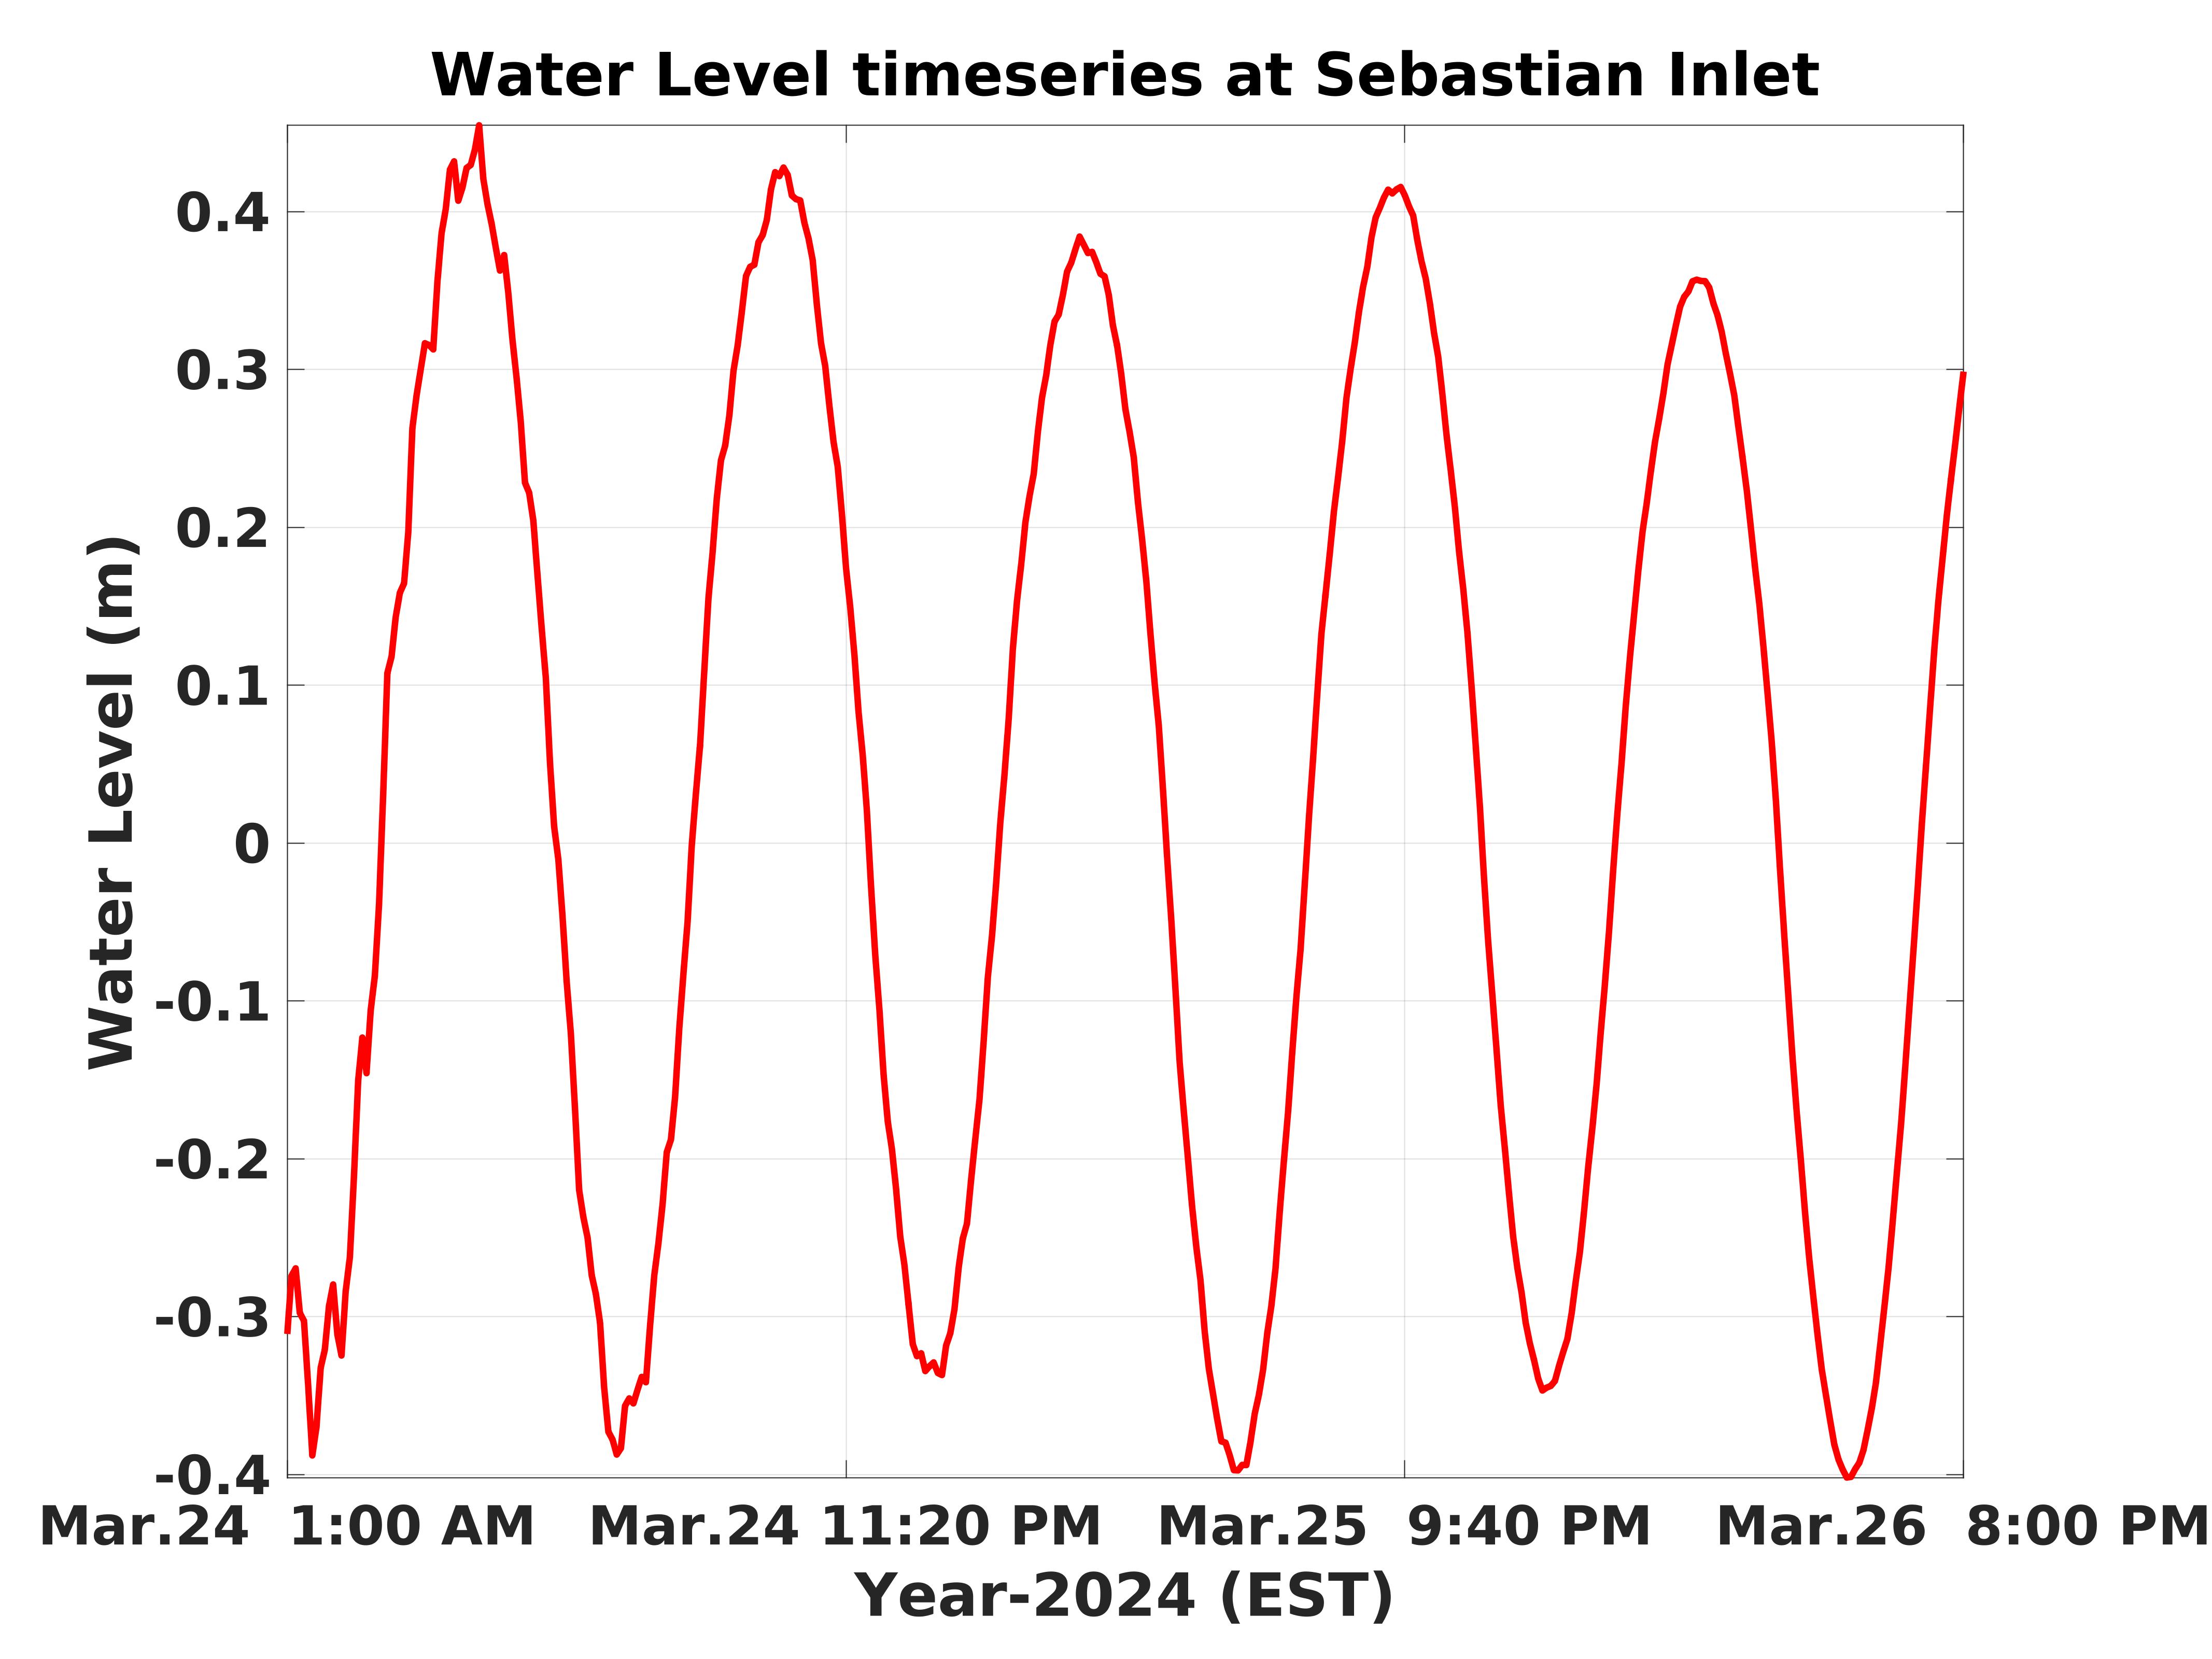 Water Level timeseries at Sebastian Inlet
Water Level (m)
0.4
0.3
0.2
0.1
0
-0.1
-0.2
-0.3
-0.4
Mar.24 1:00 AM Mar.24 11:20 PM Mar.25 9:40 PM Mar.26 8:00 PM
Year-2024 (EST)